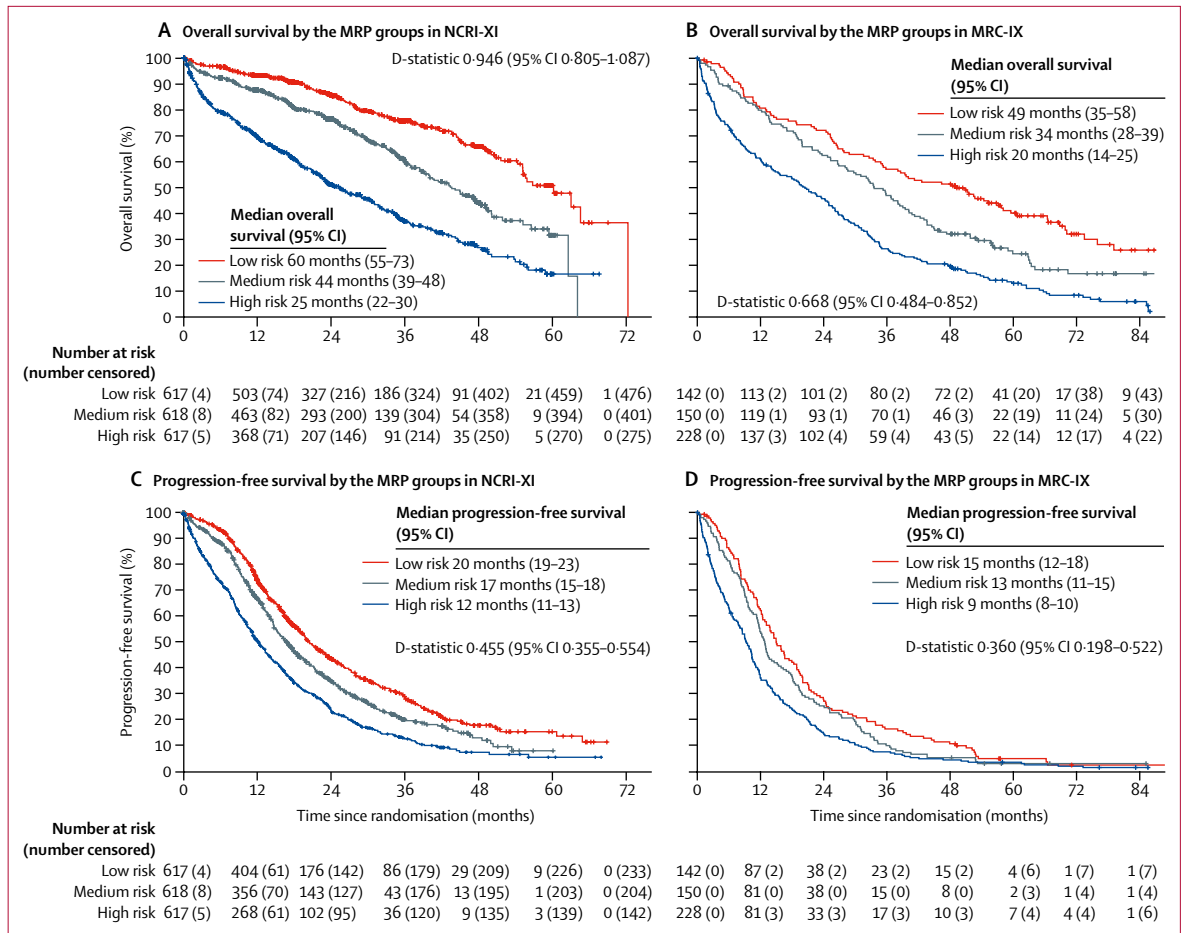 A Overall survival by the MRP groups in NCRI-XI
D-statistic 0·946 (95% CI 0·805–1·087)
Overall survival (%)
100
90
80
70
60
50
40
30
20
10
0
Median overall
survival (95% CI)
Low risk 60 months (55–73)
Medium risk 44 months (39–48)
High risk 25 months (22–30)
0 12 24 36 48 60 72
B Overall survival by the MRP groups in MRC-IX
Median overall survival
(95% CI)
Low risk 49 months (35–58)
Medium risk 34 months (28–39)
High risk 20 months (14–25)
100
90
80
70
60
50
40
30
20
10
0
D-statistic 0·668 (95% CI 0·484–0·852)
0 12 24 36 48 60 72 84
Number at risk
(number censored)
Low risk 617 (4) 503 (74) 327 (216) 186 (324) 91 (402) 21 (459) 1 (476) 142 (0) 113 (2) 101 (2) 80 (2) 72 (2) 41 (20) 17 (38) 9 (43)
Medium risk 618 (8) 463 (82) 293 (200) 139 (304) 54 (358) 9 (394) 0 (401) 150 (0) 119 (1) 93 (1) 70 (1) 46 (3) 22 (19) 11 (24) 5 (30)
High risk 617 (5) 368 (71) 207 (146) 91 (214) 35 (250) 5 (270) 0 (275) 228 (0) 137 (3) 102 (4) 59 (4) 43 (5) 22 (14) 12 (17) 4 (22)
C Progression-free survival by the MRP groups in NCRI-XI
Median progression-free survival
(95% CI)
Low risk 20 months (19–23)
Medium risk 17 months (15–18)
High risk 12 months (11–13)
D-statistic 0·455 (95% CI 0·355–0·554)
Progression-free survival (%)
100
90
80
70
60
50
40
30
20
10
0
0 12 24 36 48 60 72
Time since randomisation (months)
D Progression-free survival by the MRP groups in MRC-IX
Median progression-free survival
(95% CI)
Low risk 15 months (12–18)
Medium risk 13 months (11–15)
High risk 9 months (8–10)
D-statistic 0·360 (95% CI 0·198–0·522)
100
90
80
70
60
50
40
30
20
10
0
0 12 24 36 48 60 72 84
Time since randomisation (months)
Number at risk
(number censored)
Low risk 617 (4) 404 (61) 176 (142) 86 (179) 29 (209) 9 (226) 0 (233) 142 (0) 87 (2) 38 (2) 23 (2) 15 (2) 4 (6) 1 (7) 1 (7)
Medium risk 618 (8) 356 (70) 143 (127) 43 (176) 13 (195) 1 (203) 0 (204) 150 (0) 81 (0) 38 (0) 15 (0) 8 (0) 2 (3) 1 (4) 1 (4)
High risk 617 (5) 268 (61) 102 (95) 36 (120) 9 (135) 3 (139) 0 (142) 228 (0) 81 (3) 33 (3) 17 (3) 10 (3) 7 (4) 4 (4) 1 (6)